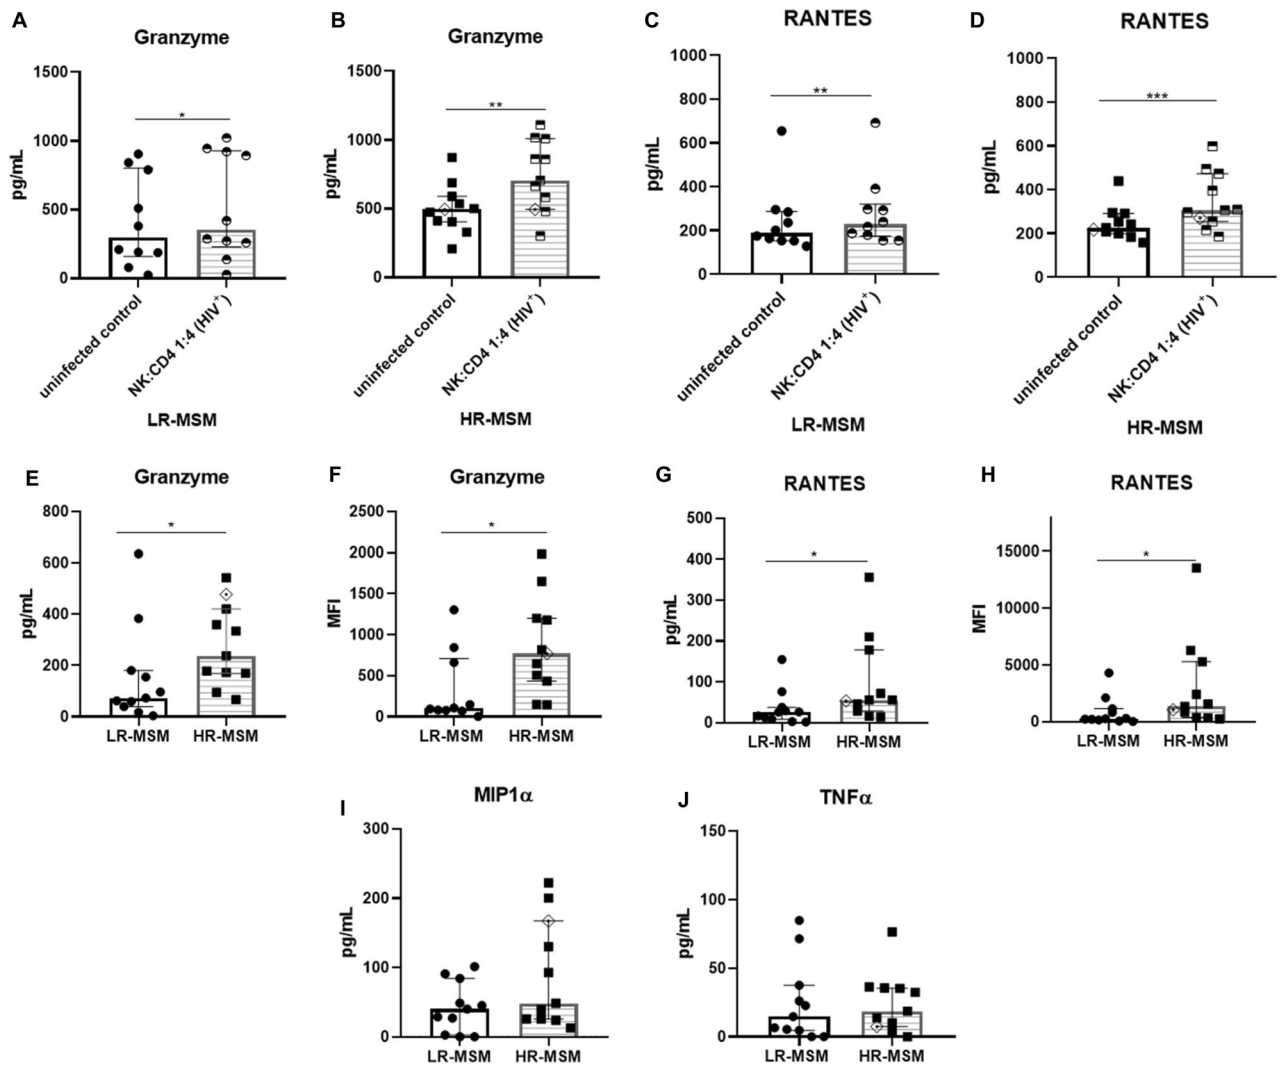 A
Granzyme
*
pg/mL
1500
1000
500
0
uninfected control
NK:CD4 1:4 (HIV⁺)
LR-MSM
B
Granzyme
**
pg/mL
1500
1000
500
0
uninfected control
NK:CD4 1:4 (HIV⁺)
HR-MSM
C
RANTES
**
pg/mL
1000
800
600
400
200
0
uninfected control
NK:CD4 1:4 (HIV⁺)
LR-MSM
D
RANTES
***
pg/mL
1000
800
600
400
200
0
uninfected control
NK:CD4 1:4 (HIV⁺)
HR-MSM
E
Granzyme
*
pg/mL
800
600
400
200
0
LR-MSM HR-MSM
F
Granzyme
*
MFI
2500
2000
1500
1000
500
0
LR-MSM HR-MSM
G
RANTES
*
pg/mL
500
400
300
200
100
0
LR-MSM HR-MSM
H
RANTES
*
MFI
15000
10000
5000
0
LR-MSM HR-MSM
I
MIP1α
pg/mL
300
200
100
0
LR-MSM HR-MSM
J
TNFα
pg/mL
150
100
50
0
LR-MSM HR-MSM